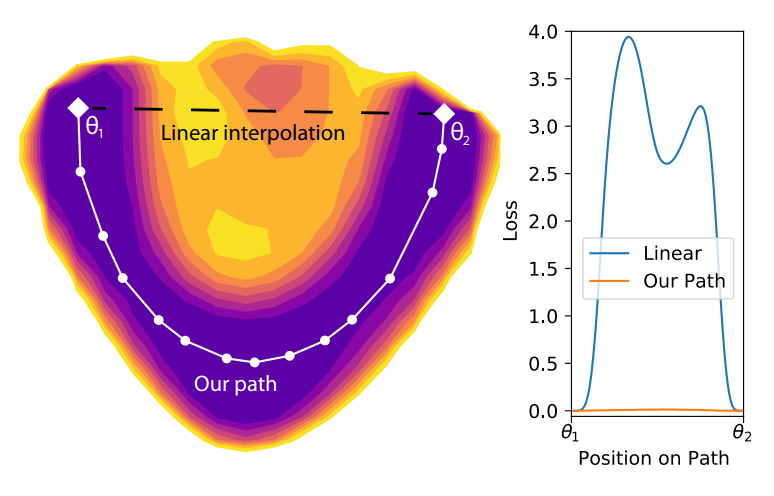 θ1
Linear interpolation
θ2
Our path
4.0
3.5
3.0
2.5
2.0
1.5
1.0
0.5
0.0
Loss
Linear
Our Path
θ1
θ2
Position on Path